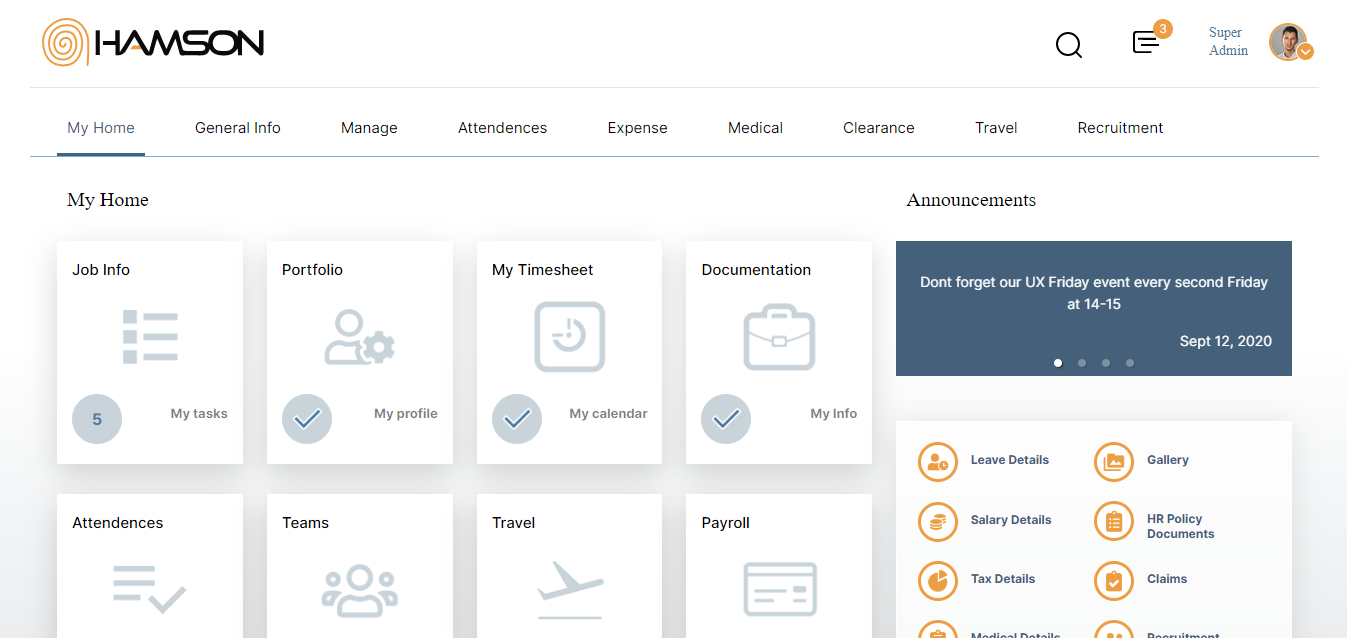 HAMSON
3
Super
Admin
My Home
General Info
Manage
Attendences
Expense
Medical
Clearance
Travel
Recruitment
My Home
Announcements
Job Info
Portfolio
My Timesheet
Documentation
Dont forget our UX Friday event every second Friday
at 14-15
Sept 12, 2020
5
My tasks
My profile
My calendar
My Info
Leave Details
Gallery
Salary Details
HR Policy
Documents
Attendences
Teams
Travel
Payroll
Tax Details
Claims
Medical Details
Recruitment